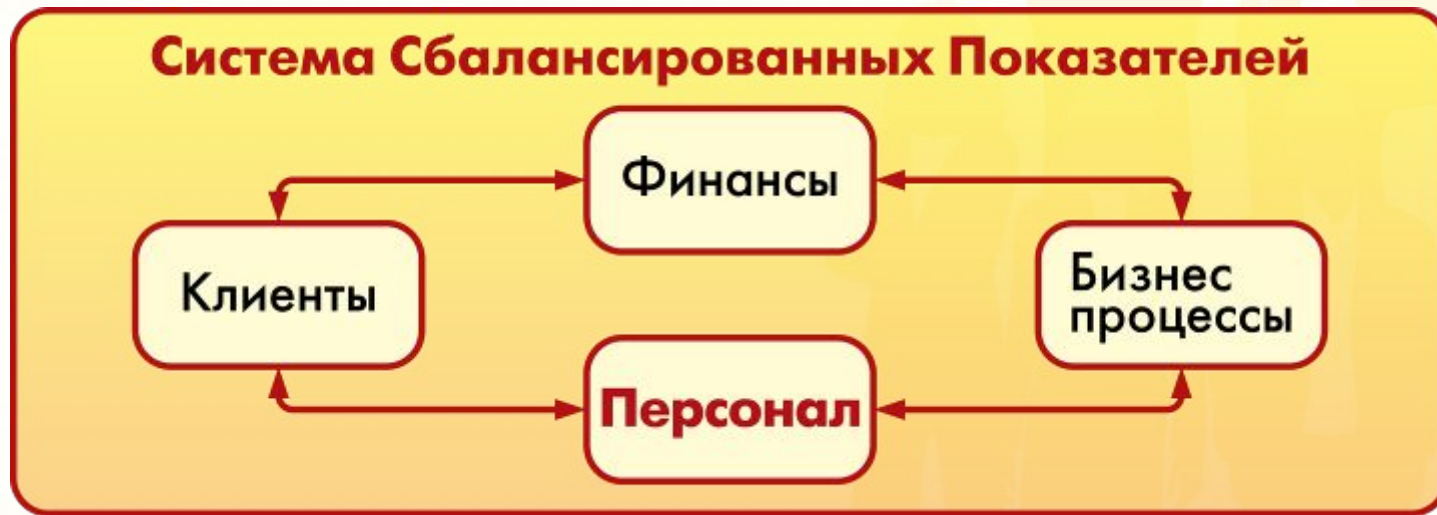 Система Сбалансированных Показателей
Финансы
Клиенты
Бизнес
процессы
Персонал